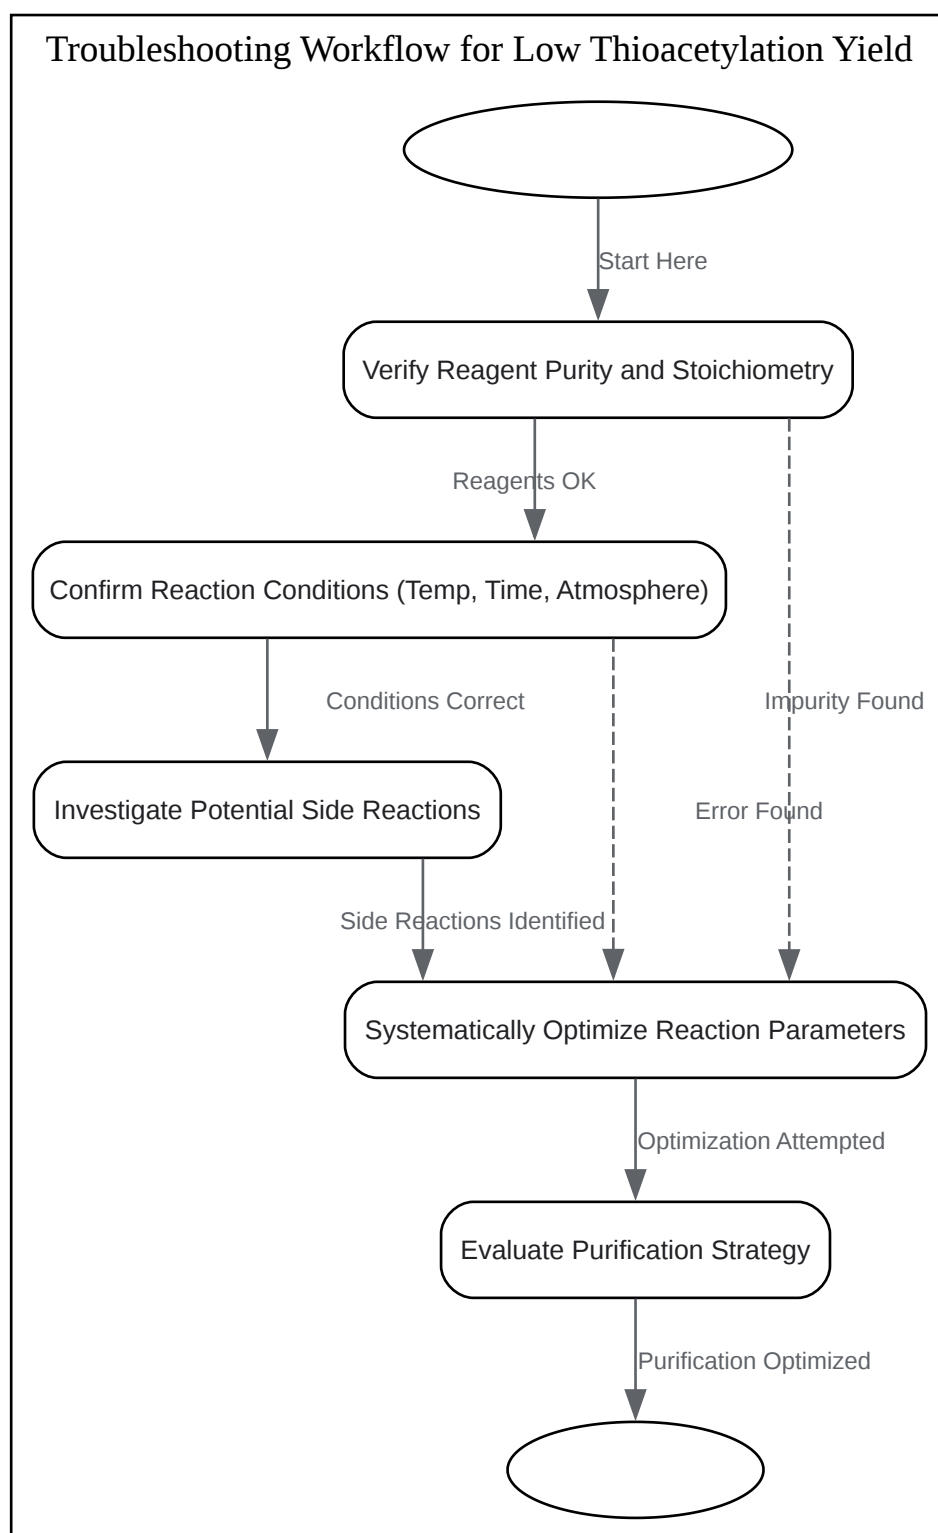 Troubleshooting Workflow for Low Thioacetylation Yield
Start Here
Verify Reagent Purity and Stoichiometry
Reagents OK
Confirm Reaction Conditions (Temp, Time, Atmosphere)
Conditions Correct
Impurity Found
Investigate Potential Side Reactions
Error Found
Side Reactions Identified
Systematically Optimize Reaction Parameters
Optimization Attempted
Evaluate Purification Strategy
Purification Optimized